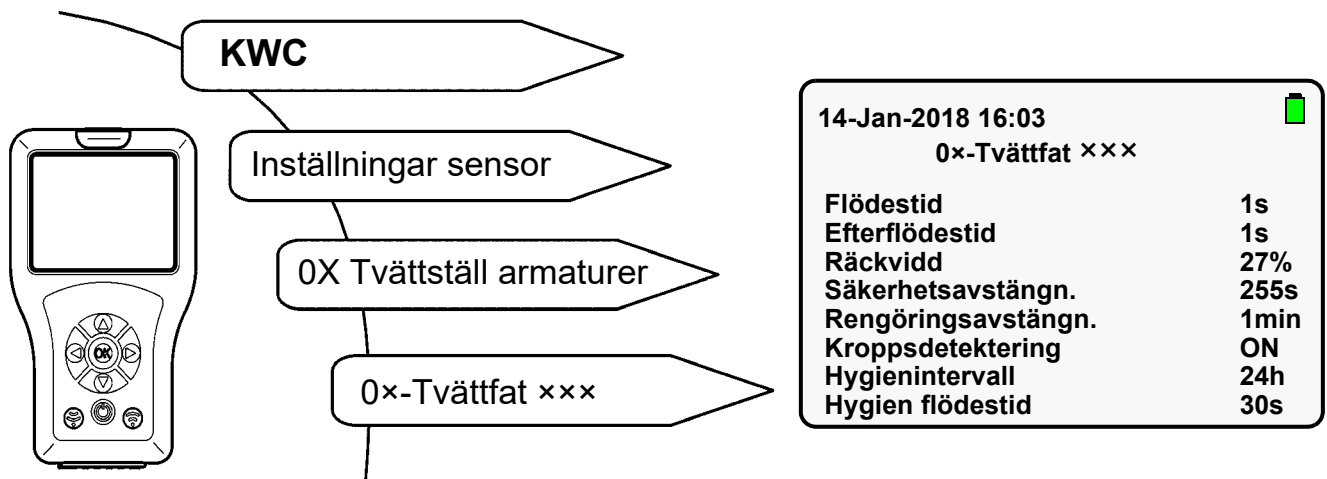 KWC
Inställningar sensor
0X Tvättställ armaturer
0×-Tvättfat ×××
OK
14-Jan-2018 16:03
0×-Tvättfat ×××
Flödestid 1s
Efterflödestid 1s
Räckvidd 27%
Säkerhetsavstängn. 255s
Rengöringsavstängn. 1min
Kroppsdetektering ON
Hygienintervall 24h
Hygien flödestid 30s